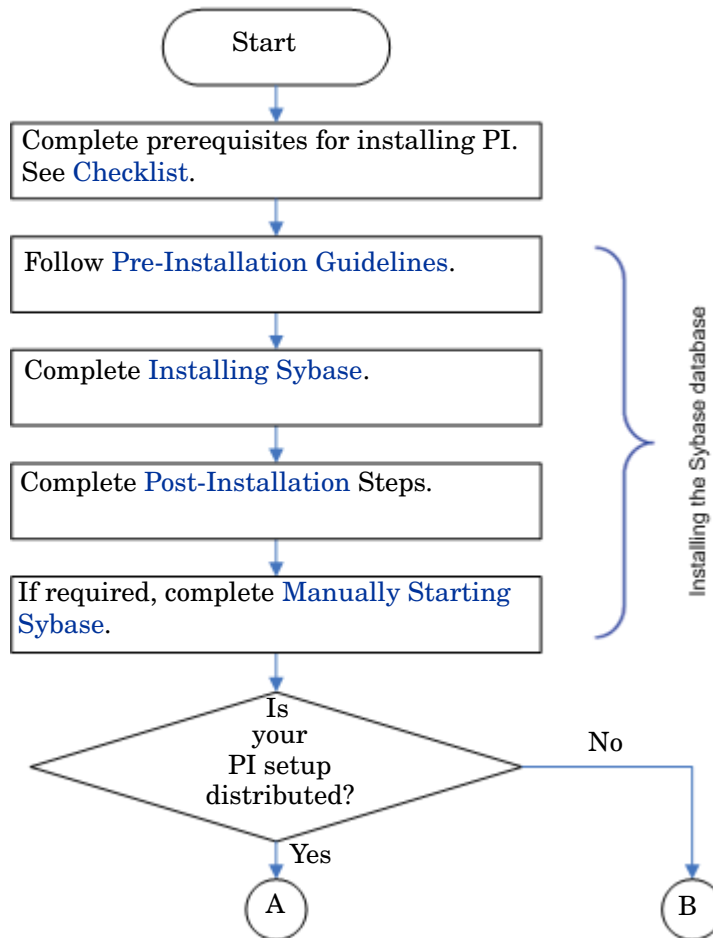 Start
Complete prerequisites for installing PI.
See Checklist.
Follow Pre-Installation Guidelines.
Complete Installing Sybase.
Complete Post-Installation Steps.
If required, complete Manually Starting
Sybase.
Installing the Sybase database
Is
your
PI setup
distributed?
No
Yes
A
B